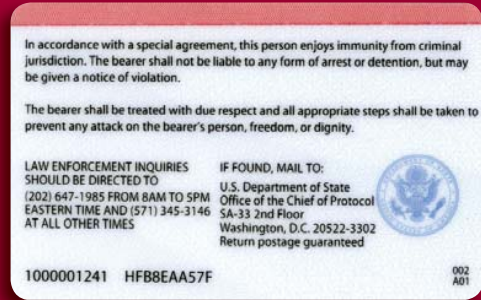 In accordance with a special agreement, this person enjoys immunity from criminal
jurisdiction. The bearer shall not be liable to any form of arrest or detention, but may
be given a notice of violation.
The bearer shall be treated with due respect and all appropriate steps shall be taken to
prevent any attack on the bearer's person, freedom, or dignity.
LAW ENFORCEMENT INQUIRIES
SHOULD BE DIRECTED TO
(202) 647-1985 FROM 8AM TO 5PM
EASTERN TIME AND (571) 345-3146
AT ALL OTHER TIMES
IF FOUND, MAIL TO:
U.S. Department of State
Office of the Chief of Protocol
SA-33 2nd Floor
Washington, D.C. 20522-3302
Return postage guaranteed
1000001241 HFB8EAA57F
002
A01